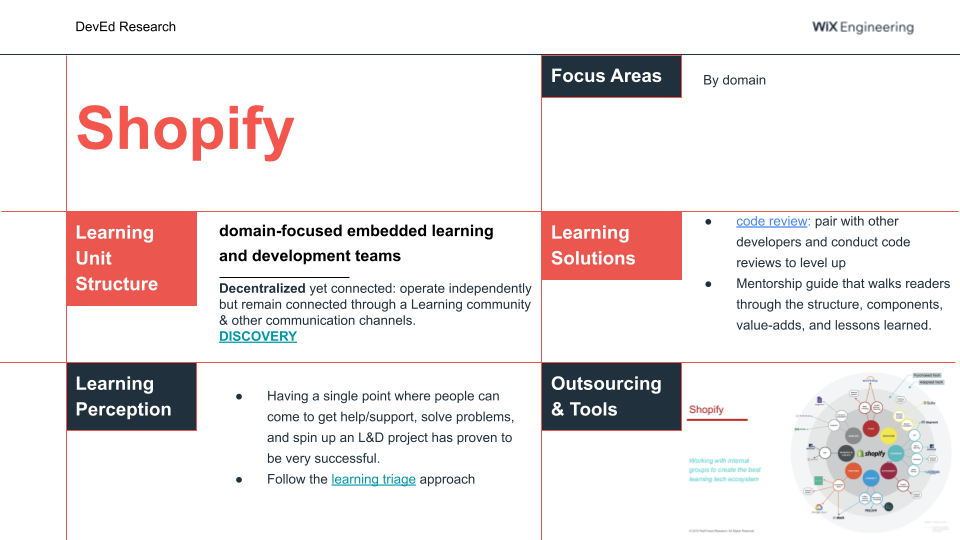 DevEd Research
WiX Engineering
Shopify
Focus Areas
By domain
Learning
Unit
Structure
domain-focused embedded learning
and development teams
Decentralized yet connected: operate independently
but remain connected through a Learning community
& other communication channels.
DISCOVERY
Learning
Solutions
● code review: pair with other
developers and conduct code
reviews to level up
● Mentorship guide that walks readers
through the structure, components,
value-adds, and lessons learned.
Learning
Perception
● Having a single point where people can
come to get help/support, solve problems,
and spin up an L&D project has proven to
be very successful.
● Follow the learning triage approach
Outsourcing
& Tools
Shopify
Working with internal
groups to create the best
learning tech ecosystem
shopify